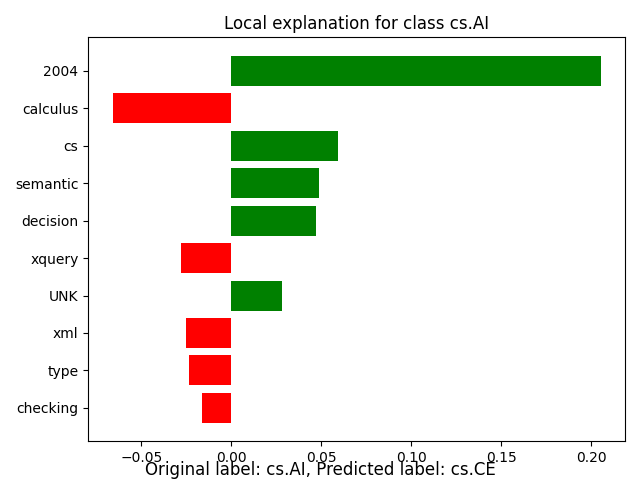 Local explanation for class cs.AI
2004
calculus
cs
semantic
decision
xquery
UNK
xml
type
checking
−0.05 0.00 0.05 0.10 0.15 0.20
Original label: cs.AI, Predicted label: cs.CE